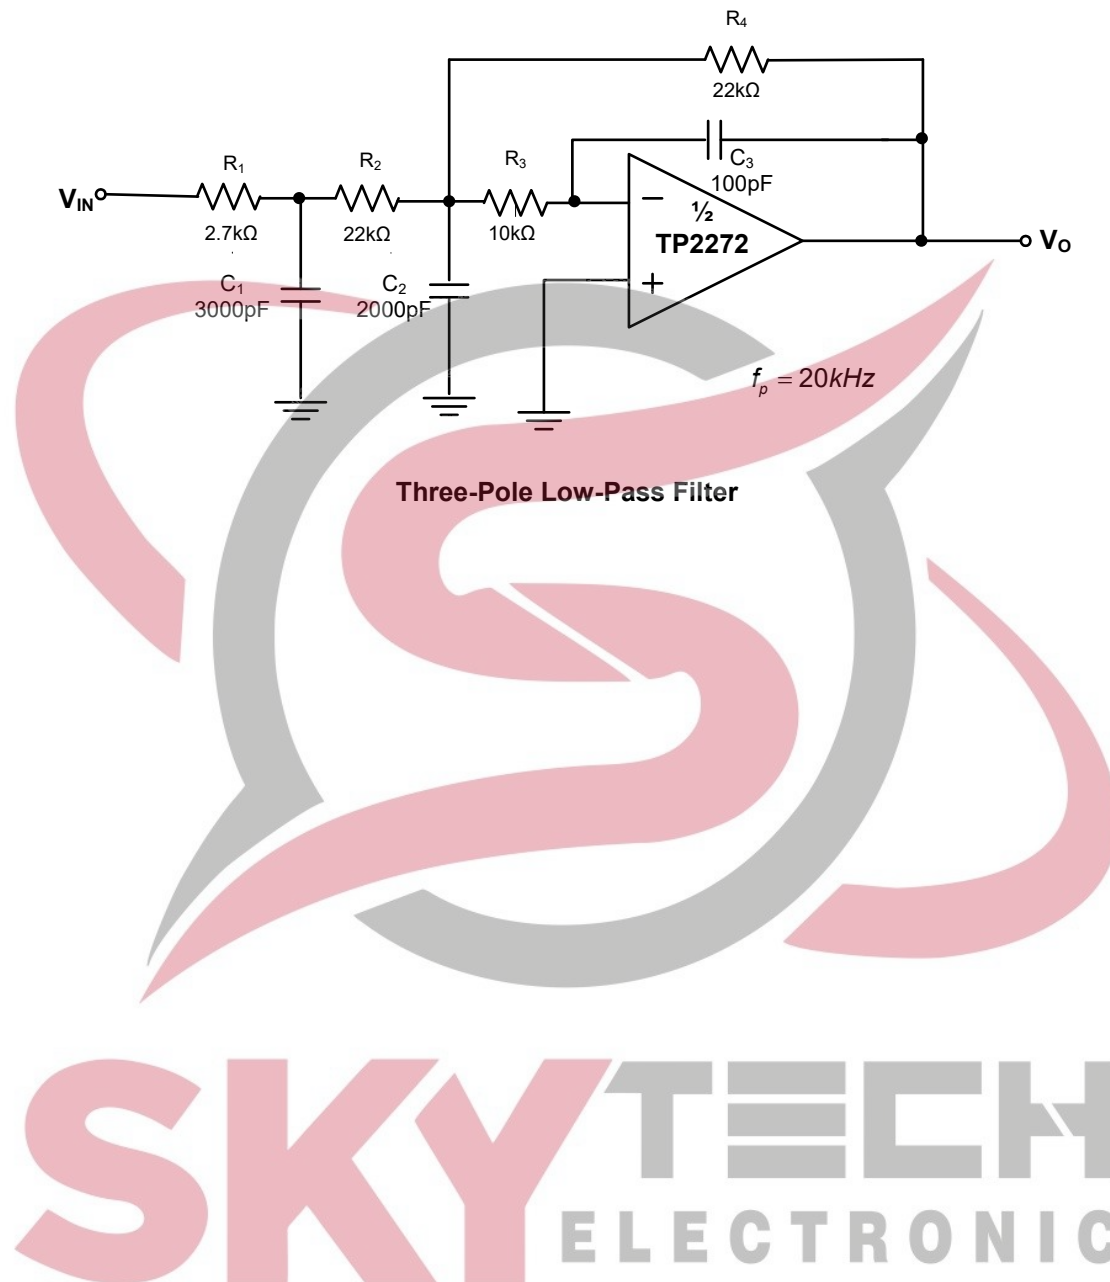 R4
22kΩ
R1
R2
R3
C3
100pF
VIN
2.7kΩ
22kΩ
10kΩ
½
TP2272
VO
C1
3000pF
C2
2000pF
fp = 20kHz
Three-Pole Low-Pass Filter
SKYTECH
ELECTRONIC